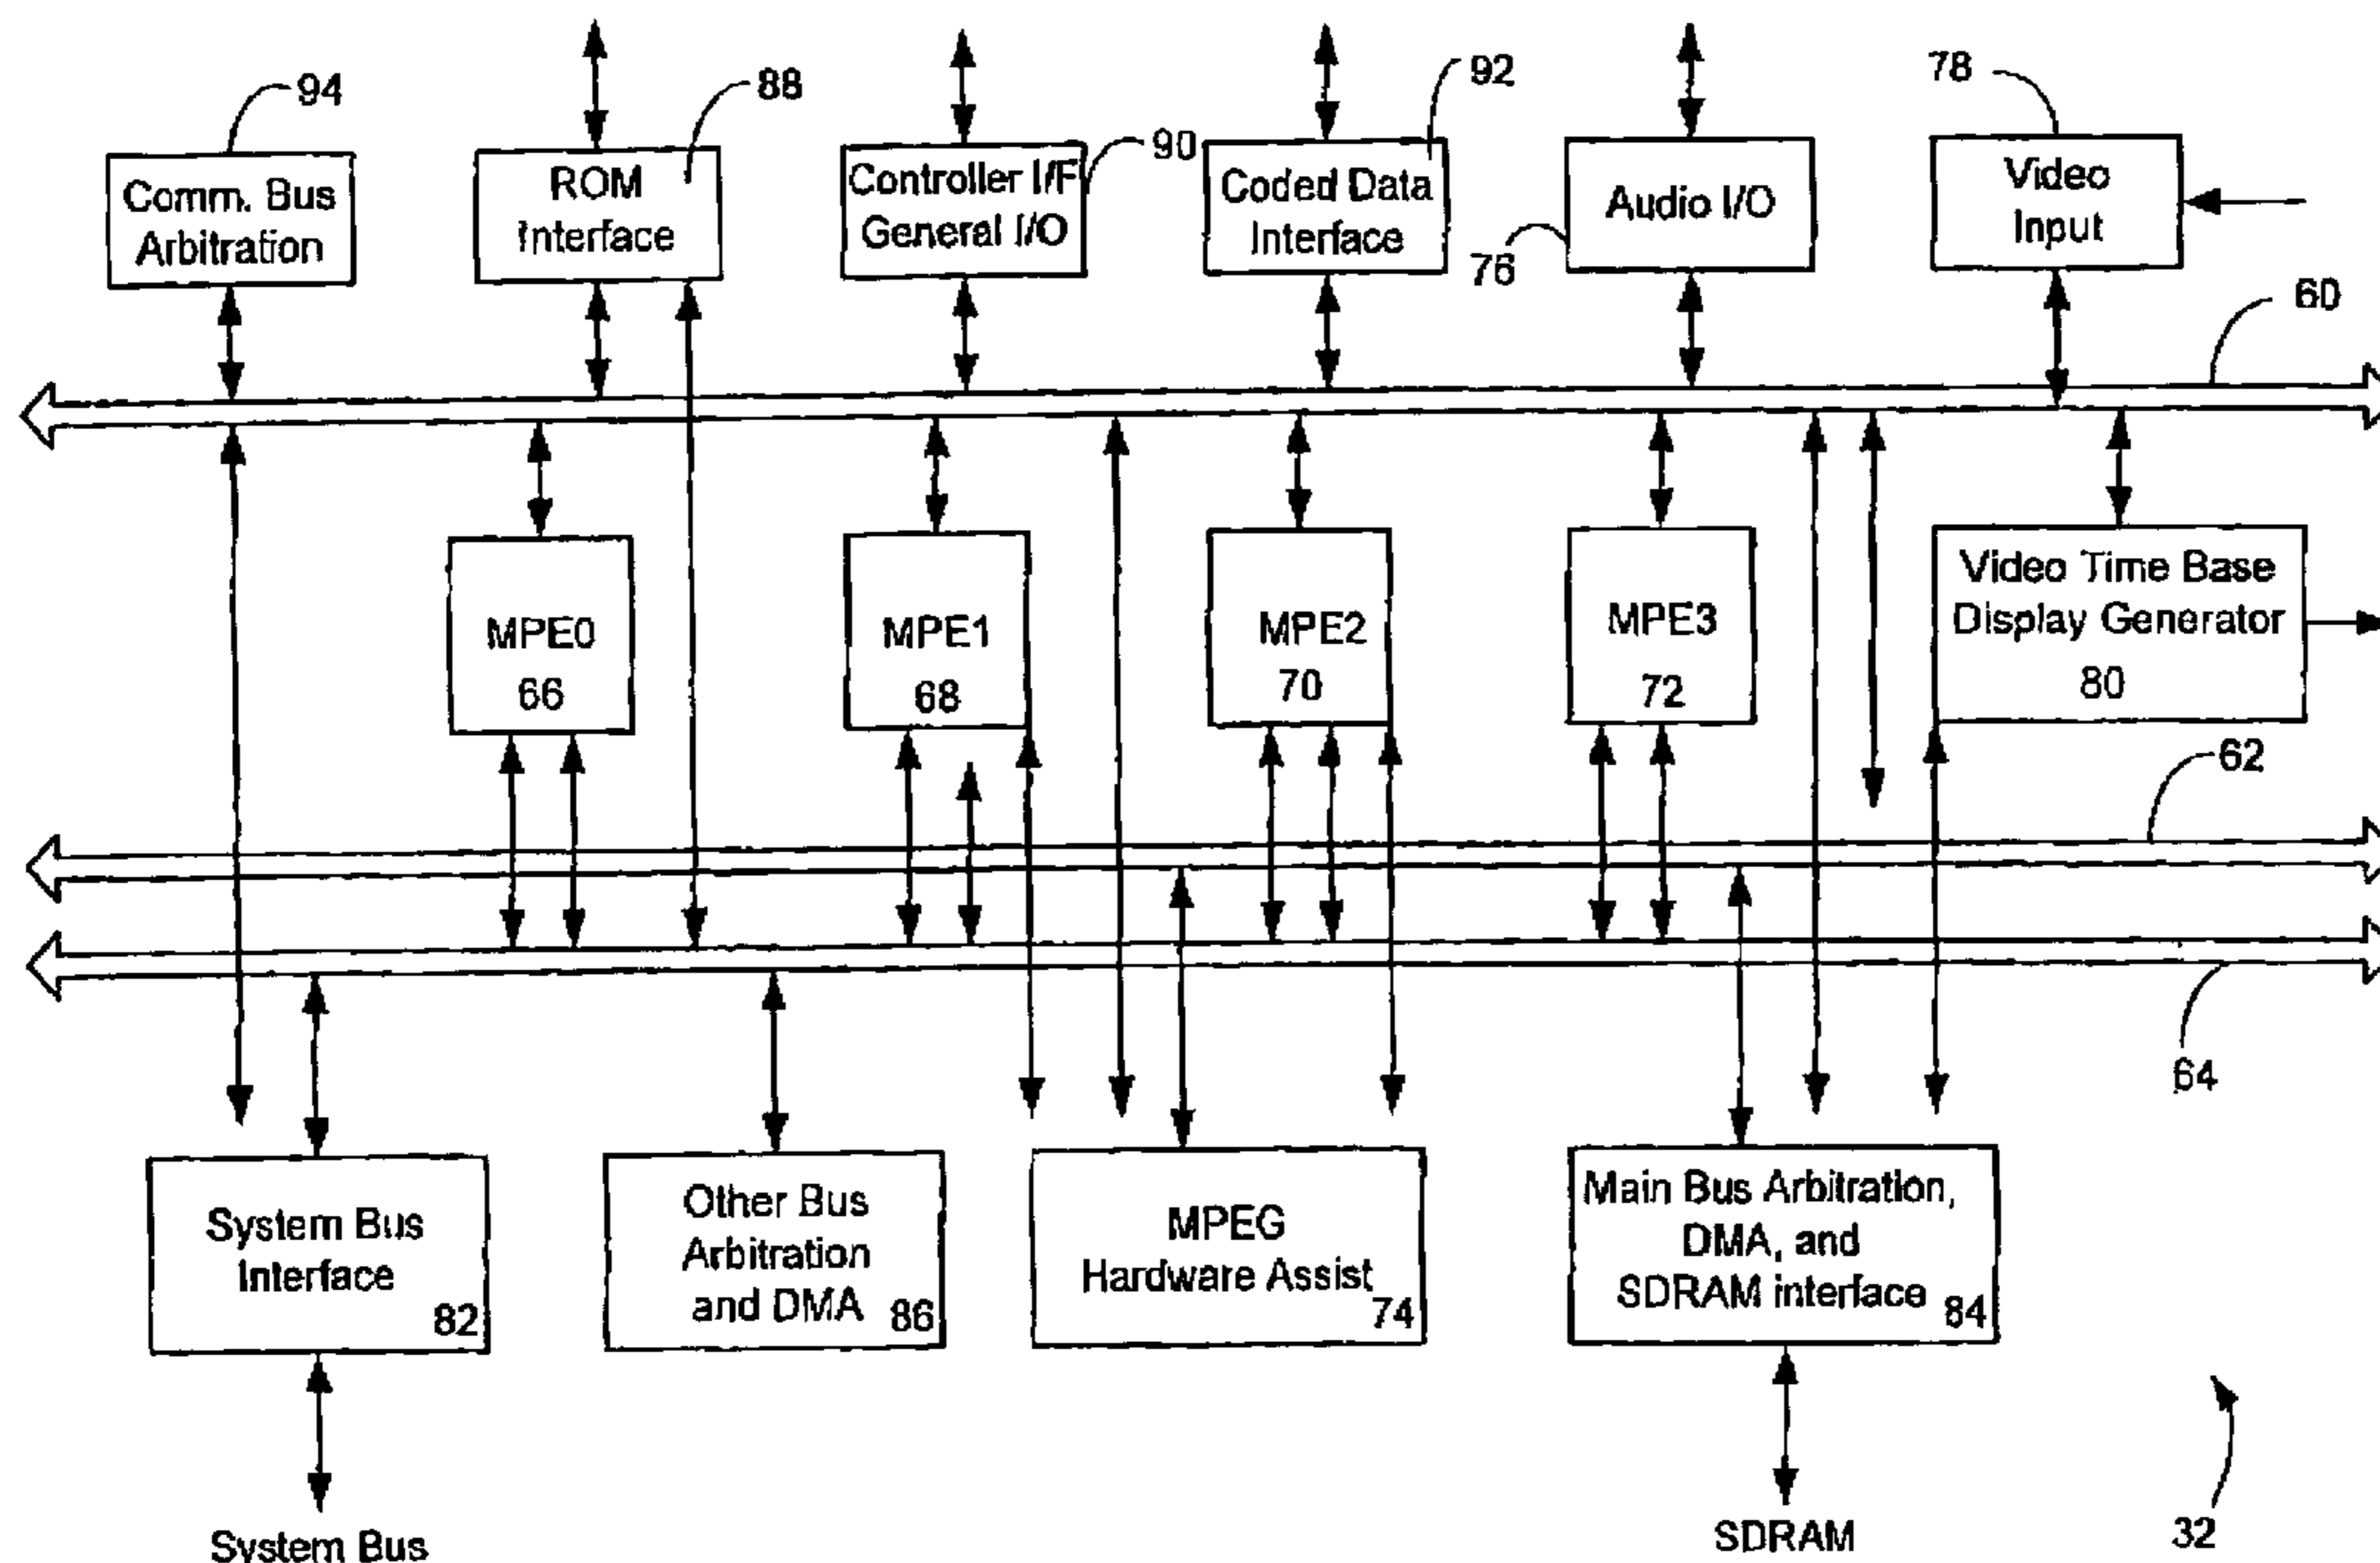 94
88
92
78
90
Comm. Bus
Arbitration
ROM
Interface
Controller I/F
General I/O
Coded Data
Interface
Audio I/O
76
Video
Input
60
MPE0
66
MPE1
68
MPE2
70
MPE3
72
Video Time Base
Display Generator
80
62
64
System Bus
Interface
82
Other Bus
Arbitration
and DMA
86
MPEG
Hardware Assist
74
Main Bus Arbitration,
DMA, and
SDRAM interface
84
System Bus
SDRAM
32